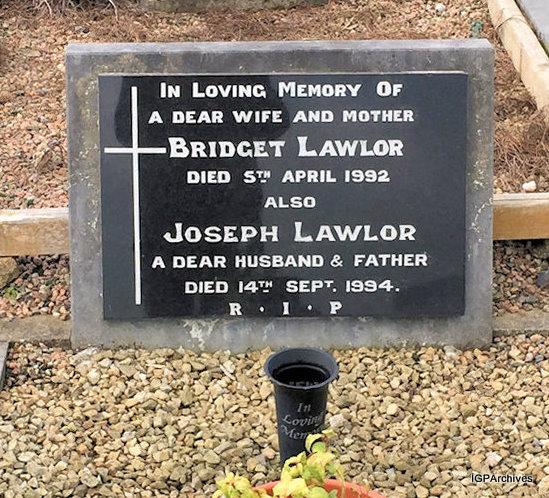 In Loving Memory Of
A DEAR WIFE AND MOTHER
BRIDGET LAWLOR
DIED 5TH APRIL 1992
ALSO
JOSEPH LAWLOR
A DEAR HUSBAND & FATHER
DIED 14TH SEPT. 1994.
R · I · P
In
Loving
Memory
IGPArchives